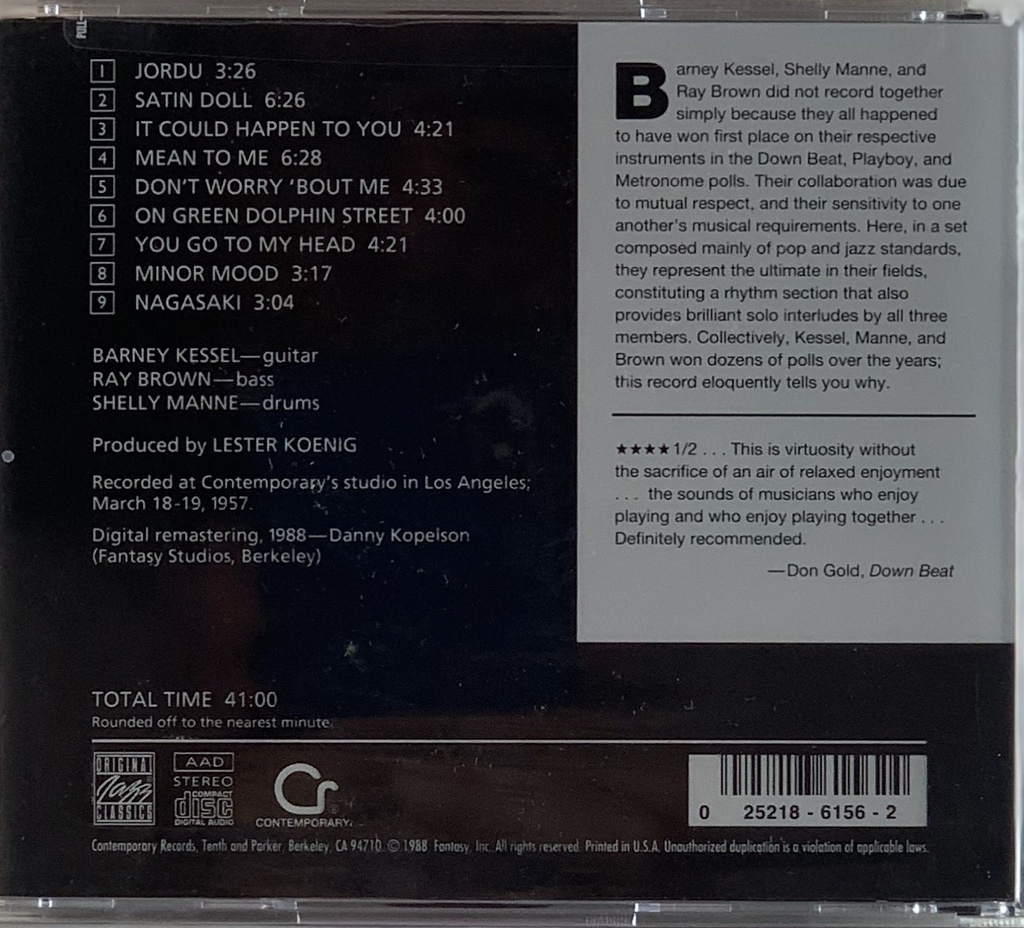 PULL
1 JORDU 3:26
2 SATIN DOLL 6:26
3 IT COULD HAPPEN TO YOU 4:21
4 MEAN TO ME 6:28
5 DON'T WORRY 'BOUT ME 4:33
6 ON GREEN DOLPHIN STREET 4:00
7 YOU GO TO MY HEAD 4:21
8 MINOR MOOD 3:17
9 NAGASAKI 3:04
BARNEY KESSEL—guitar
RAY BROWN—bass
SHELLY MANNE—drums
Produced by LESTER KOENIG
Recorded at Contemporary's studio in Los Angeles;
March 18-19, 1957.
Digital remastering, 1988—Danny Kopelson
(Fantasy Studios, Berkeley)
Barney Kessel, Shelly Manne, and
Ray Brown did not record together
simply because they all happened
to have won first place on their respective
instruments in the Down Beat, Playboy, and
Metronome polls. Their collaboration was due
to mutual respect, and their sensitivity to one
another's musical requirements. Here, in a set
composed mainly of pop and jazz standards,
they represent the ultimate in their fields,
constituting a rhythm section that also
provides brilliant solo interludes by all three
members. Collectively, Kessel, Manne, and
Brown won dozens of polls over the years;
this record eloquently tells you why.
★★★★ 1/2 . . . This is virtuosity without
the sacrifice of an air of relaxed enjoyment
. . . the sounds of musicians who enjoy
playing and who enjoy playing together . . .
Definitely recommended.
—Don Gold, Down Beat
TOTAL TIME 41:00
Rounded off to the nearest minute.
ORIGINAL
Jazz
CLASSICS
AAD
STEREO
COMPACT
disc
DIGITAL AUDIO
Cr
CONTEMPORARY®
0 25218 - 6156 - 2
Contemporary Records, Tenth and Parker, Berkeley, CA 94710. © 1988 Fantasy, Inc. All rights reserved. Printed in U.S.A. Unauthorized duplication is a violation of applicable laws.